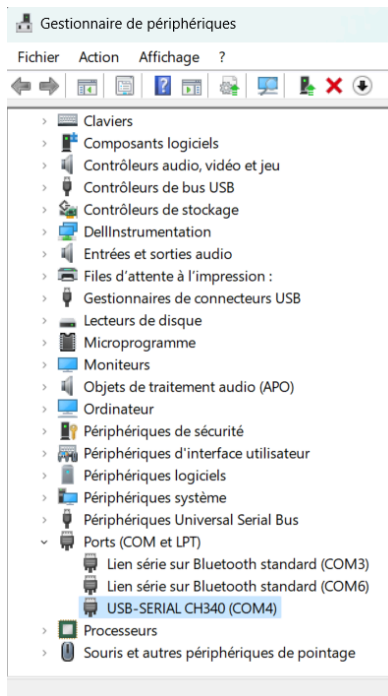 Gestionnaire de périphériques
Fichier Action Affichage ?
Claviers
Composants logiciels
Contrôleurs audio, vidéo et jeu
Contrôleurs de bus USB
Contrôleurs de stockage
DellInstrumentation
Entrées et sorties audio
Files d'attente à l'impression :
Gestionnaires de connecteurs USB
Lecteurs de disque
Microprogramme
Moniteurs
Objets de traitement audio (APO)
Ordinateur
Périphériques de sécurité
Périphériques d'interface utilisateur
Périphériques logiciels
Périphériques système
Périphériques Universal Serial Bus
Ports (COM et LPT)
Lien série sur Bluetooth standard (COM3)
Lien série sur Bluetooth standard (COM6)
USB-SERIAL CH340 (COM4)
Processeurs
Souris et autres périphériques de pointage